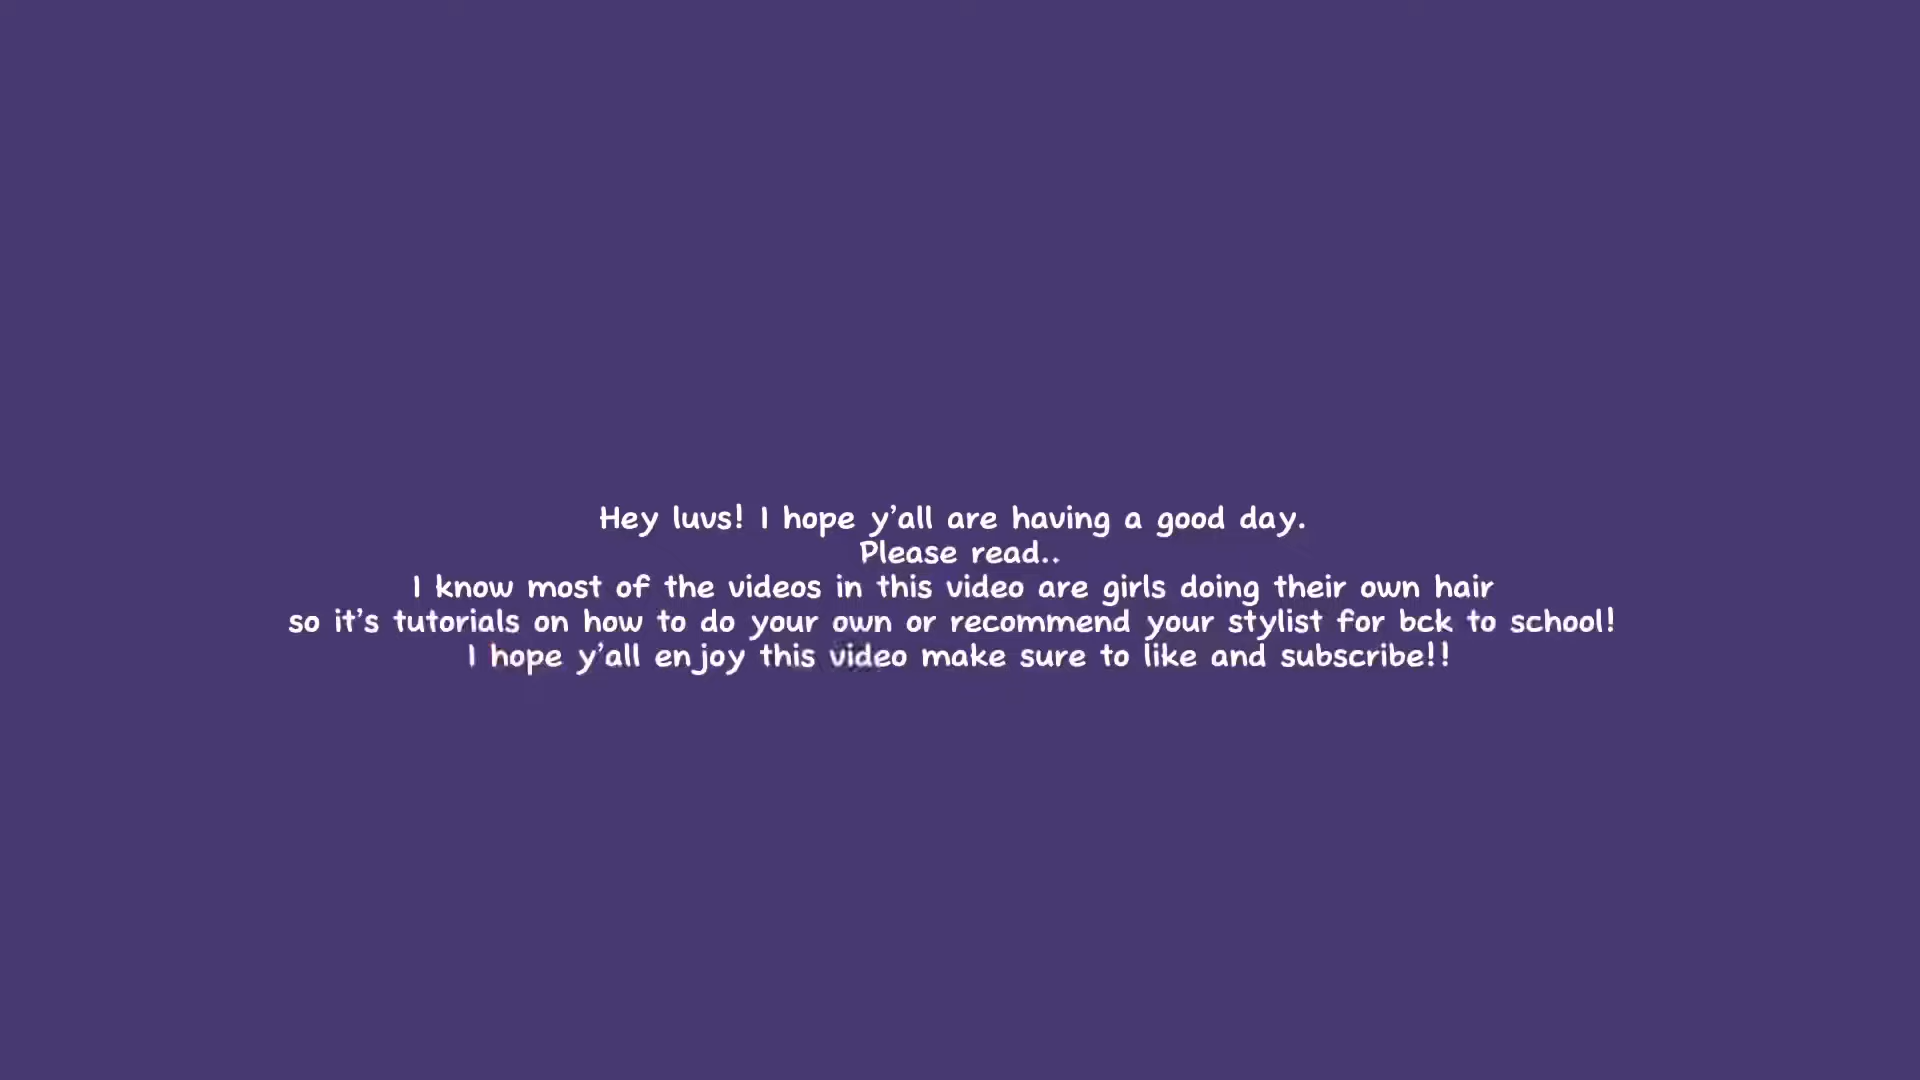 Hey luvs! I hope y'all are having a good day.
Please read..
I know most of the videos in this video are girls doing their own hair
so it's tutorials on how to do your own or recommend your stylist for bck to school!
I hope y'all enjoy this video make sure to like and subscribe!!